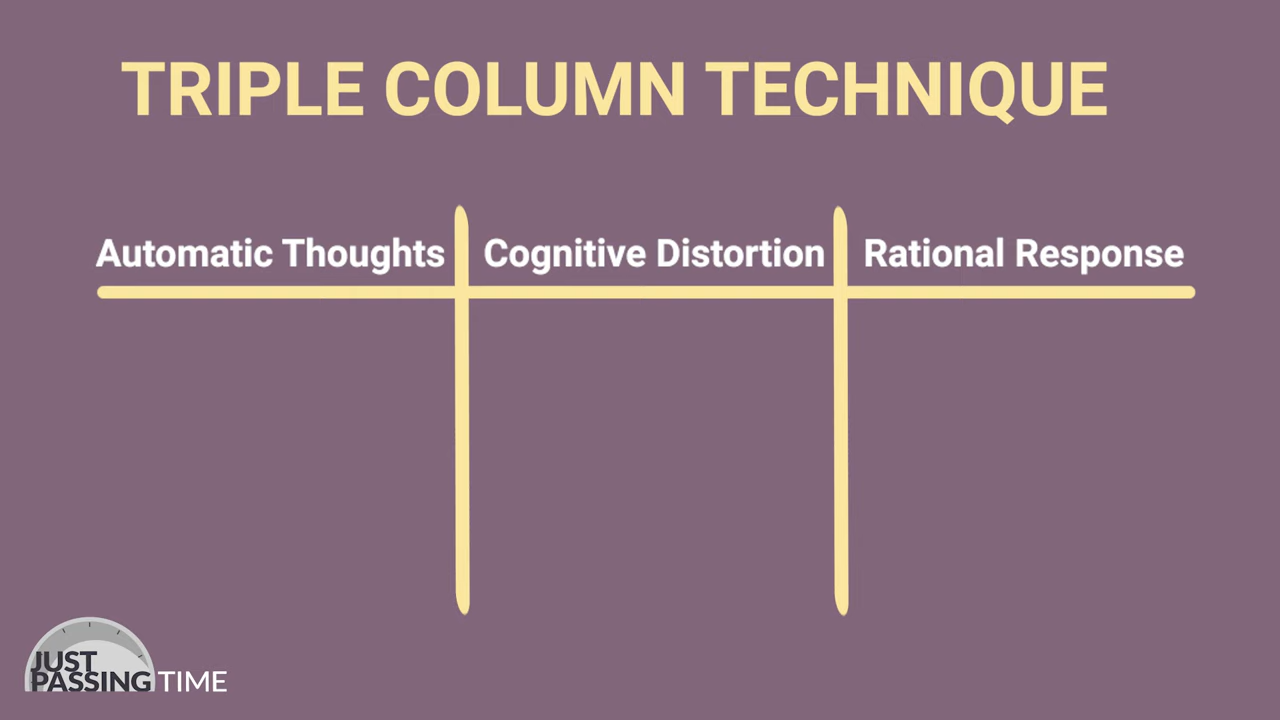 TRIPLE COLUMN TECHNIQUE
Automatic Thoughts Cognitive Distortion Rational Response
JUST
PASSING TIME